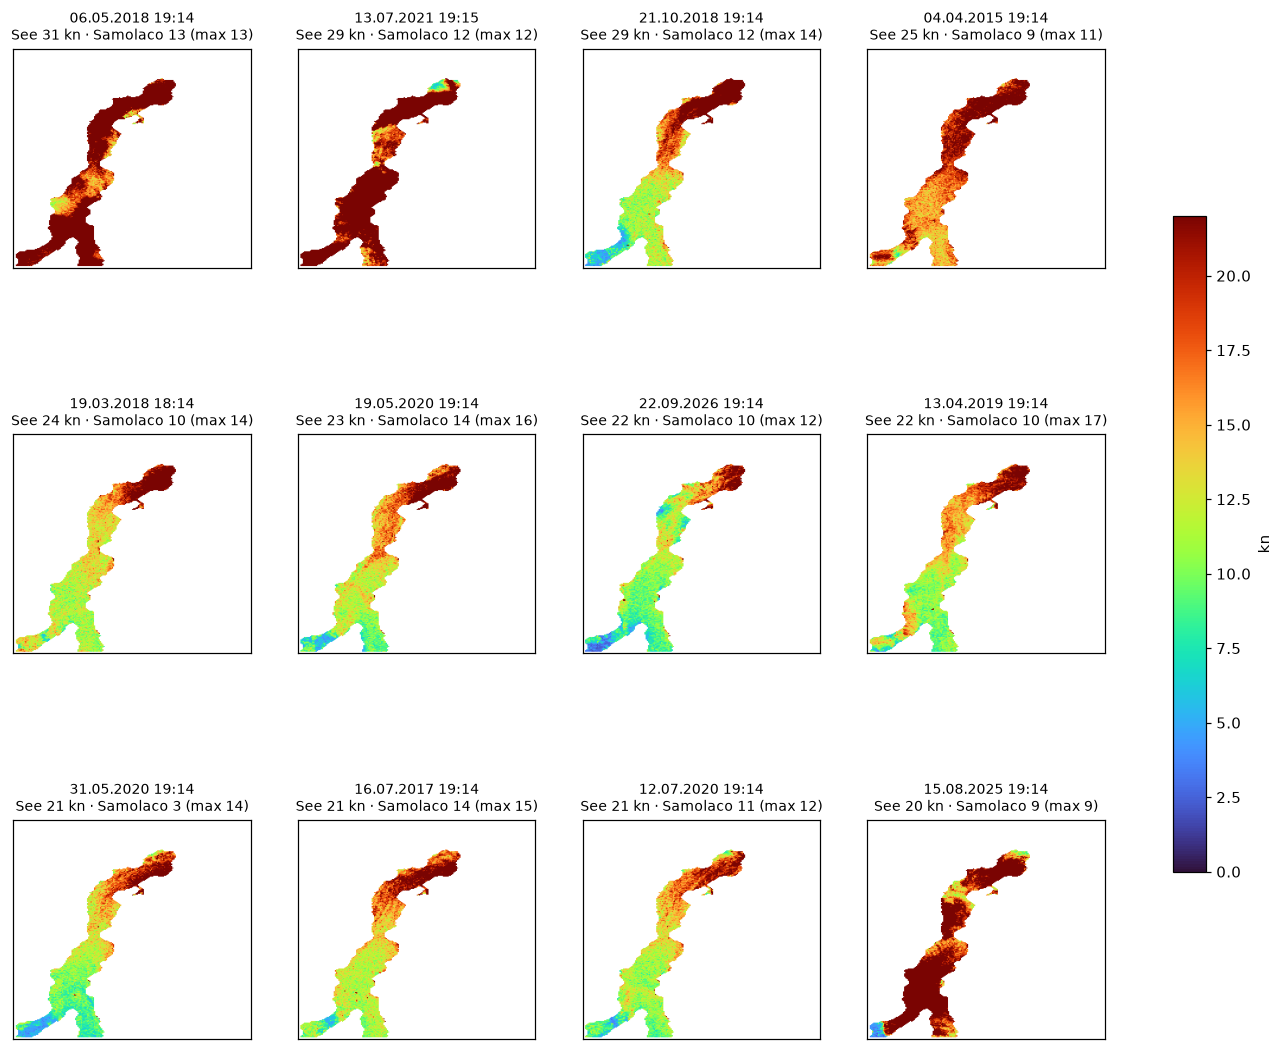 06.05.2018 19:14
See 31 kn · Samolaco 13 (max 13)
13.07.2021 19:15
See 29 kn · Samolaco 12 (max 12)
21.10.2018 19:14
See 29 kn · Samolaco 12 (max 14)
04.04.2015 19:14
See 25 kn · Samolaco 9 (max 11)
19.03.2018 18:14
See 24 kn · Samolaco 10 (max 14)
19.05.2020 19:14
See 23 kn · Samolaco 14 (max 16)
22.09.2026 19:14
See 22 kn · Samolaco 10 (max 12)
13.04.2019 19:14
See 22 kn · Samolaco 10 (max 17)
31.05.2020 19:14
See 21 kn · Samolaco 3 (max 14)
16.07.2017 19:14
See 21 kn · Samolaco 14 (max 15)
12.07.2020 19:14
See 21 kn · Samolaco 11 (max 12)
15.08.2025 19:14
See 20 kn · Samolaco 9 (max 9)
20.0
17.5
15.0
12.5
10.0
7.5
5.0
2.5
0.0
kn